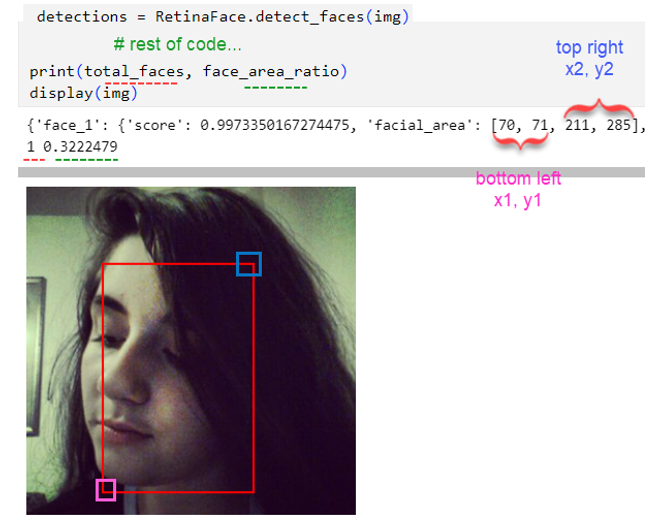 detections = RetinaFace.detect_faces(img)
# rest of code...
top right
x2, y2
print(total_faces, face_area_ratio)
display(img)
{'face_1': {'score': 0.9973350167274475, 'facial_area': [70, 71, 211, 285],
1 0.3222479
bottom left
x1, y1